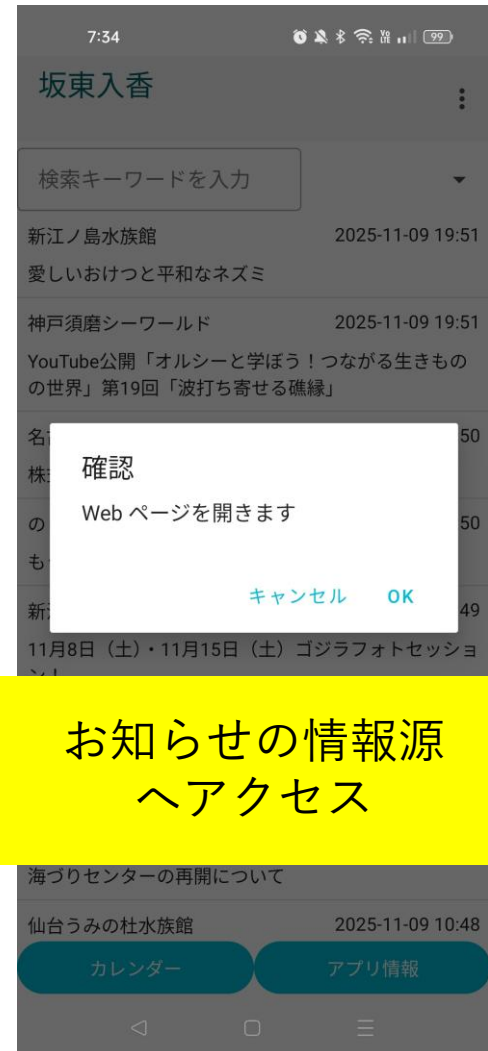 7:34
99
坂東入香
検索キーワードを入力
新江ノ島水族館 2025-11-09 19:51
愛しいおけつと平和なネズミ
神戸須磨シーワールド 2025-11-09 19:51
YouTube公開「オルシーと学ぼう！つながる生きもの
の世界」第19回「波打ち寄せる礁縁」
50
確認
Web ページを開きます
の 50
も
キャンセル OK
49
11月8日（土）・11月15日（土）ゴジラフォトセッショ
お知らせの情報源
へアクセス
海づりセンターの再開について
仙台うみの杜水族館 2025-11-09 10:48
カレンダー アプリ情報